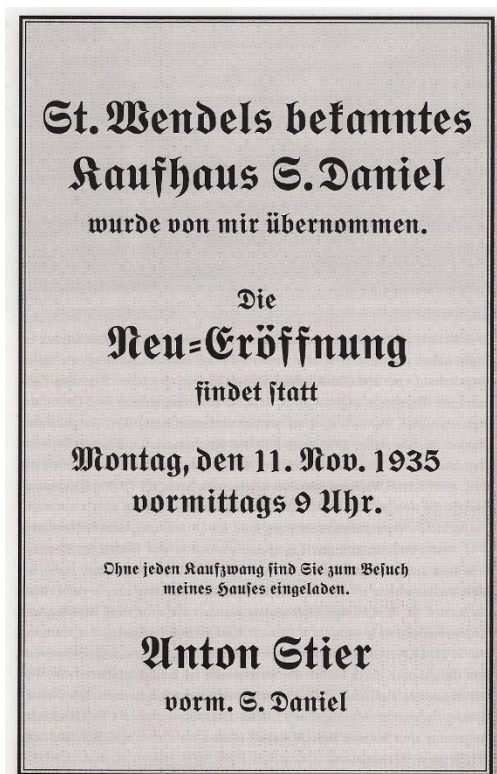 St. Wendels bekanntes
Kaufhaus S. Daniel
wurde von mir übernommen.
Die
Neu=Eröffnung
findet statt
Montag, den 11. Nov. 1935
vormittags 9 Uhr.
Ohne jeden Kaufzwang sind Sie zum Besuch
meines Hauses eingeladen.
Anton Stier
vorm. S. Daniel